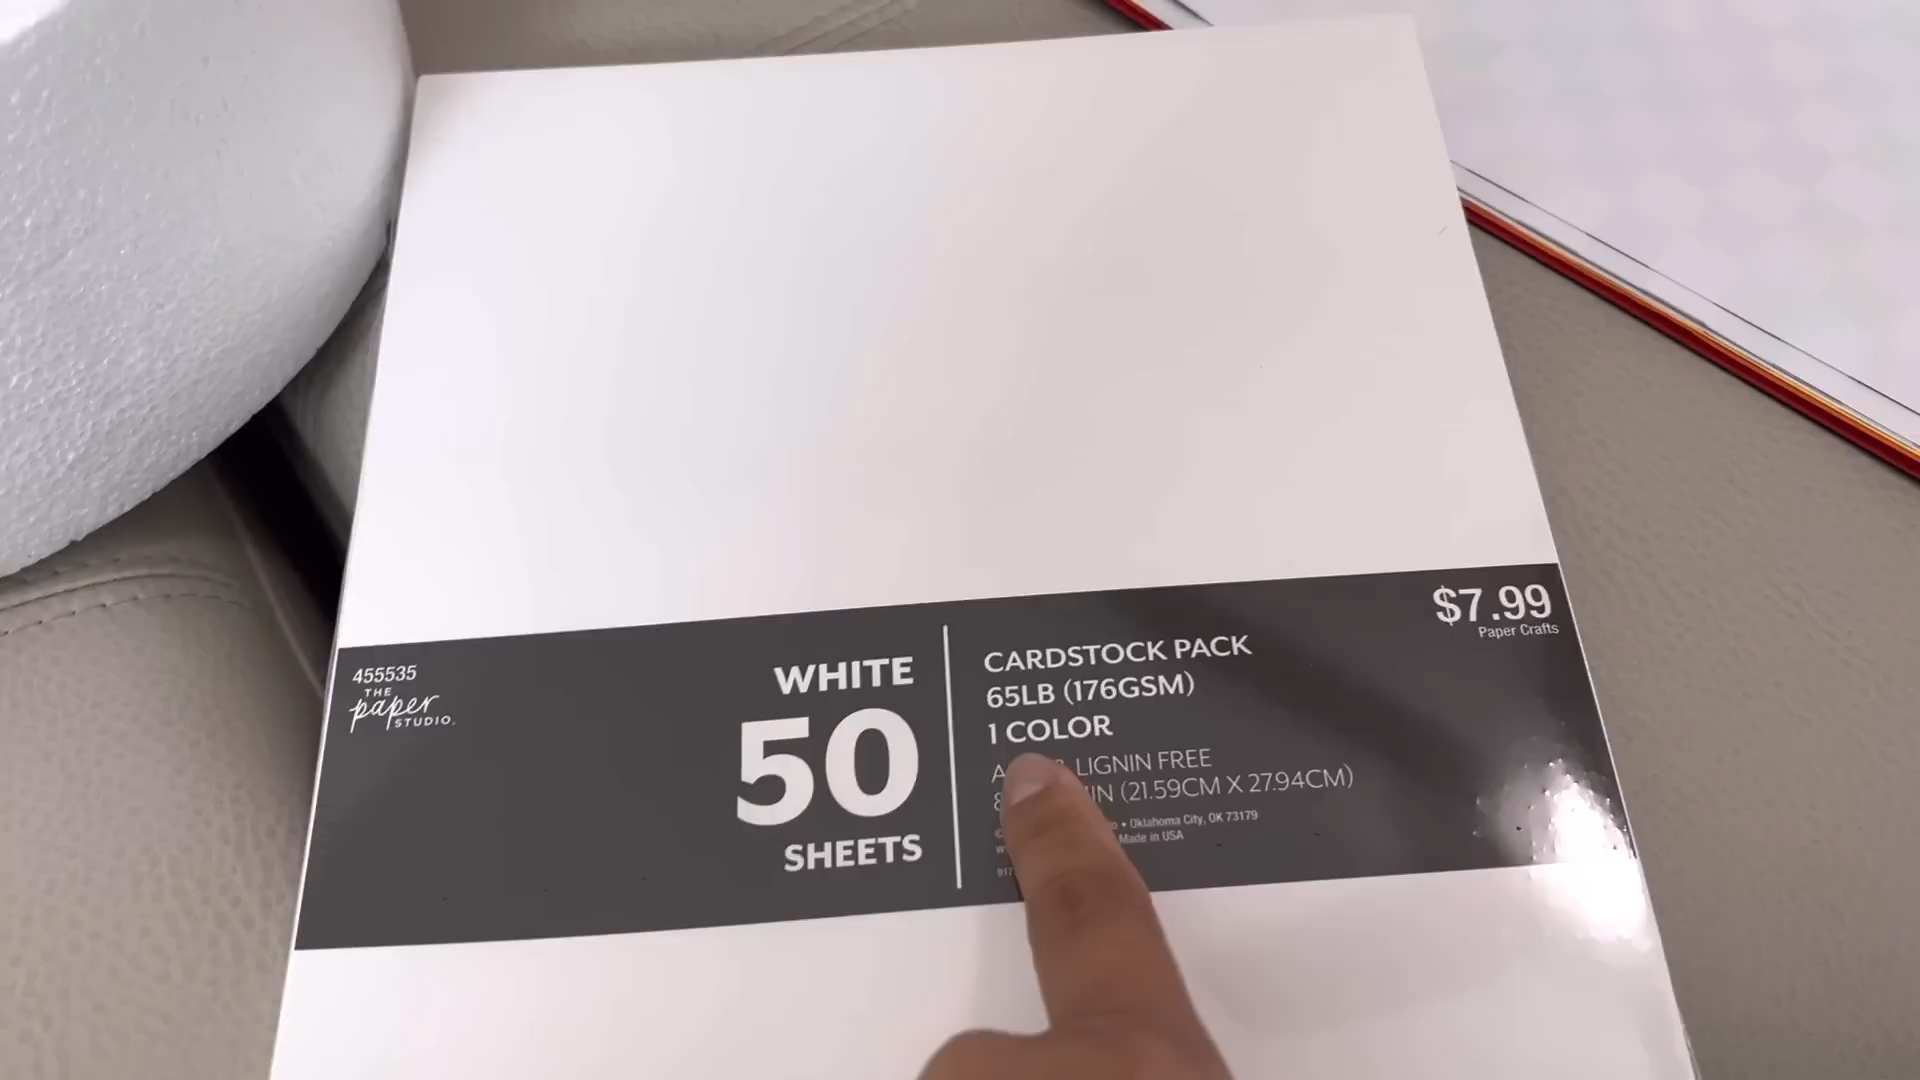 455535
THE
paper
STUDIO.
WHITE
50
SHEETS
CARDSTOCK PACK
65LB (176GSM)
1 COLOR
LIGNIN FREE
IN (21.59CM X 27.94CM)
• Oklahoma City, OK 73179
Made in USA
$7.99
Paper Crafts